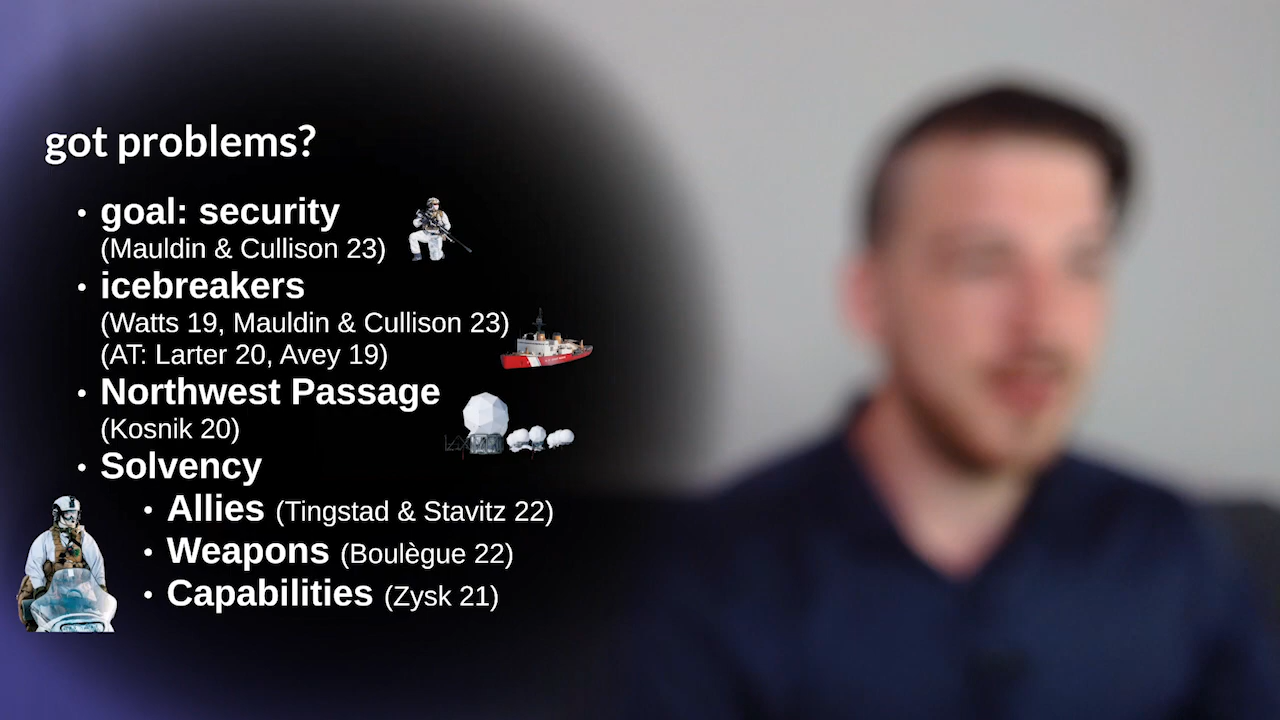 got problems?
• goal: security
(Mauldin & Cullison 23)
• icebreakers
(Watts 19, Mauldin & Cullison 23)
(AT: Larter 20, Avey 19)
• Northwest Passage
(Kosnik 20)
• Solvency
• Allies (Tingstad & Stavitz 22)
• Weapons (Boulègue 22)
• Capabilities (Zysk 21)